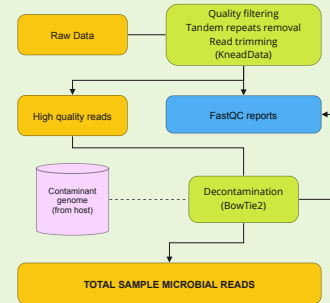 Raw Data
Quality filtering
Tandem repeats removal
Read trimming
(KneadData)
High quality reads
FastQC reports
Contaminant
genome
(from host)
Decontamination
(BowTie2)
TOTAL SAMPLE MICROBIAL READS